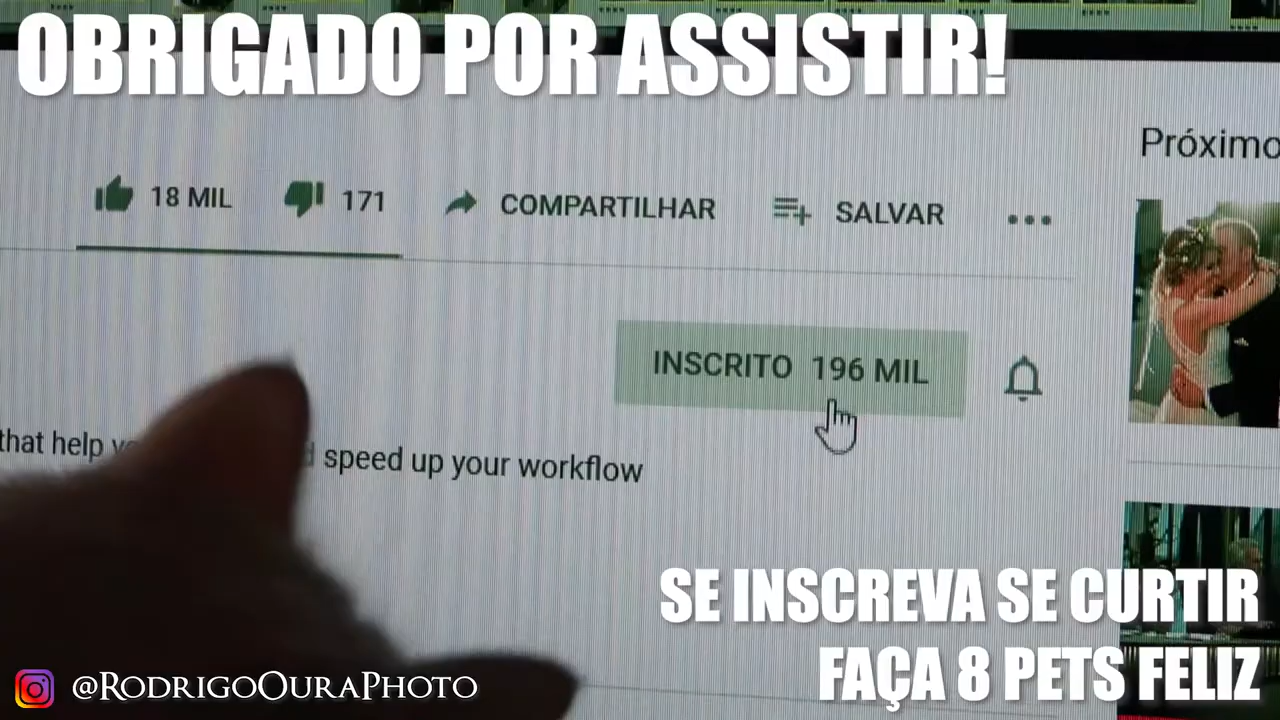 OBRIGADO POR ASSISTIR!
Próximo
18 MIL 171 COMPARTILHAR SALVAR
INSCRITO 196 MIL
that help speed up your workflow
SE INSCREVA SE CURTIR
FAÇA 8 PETS FELIZ
@RodrigoOuraPhoto